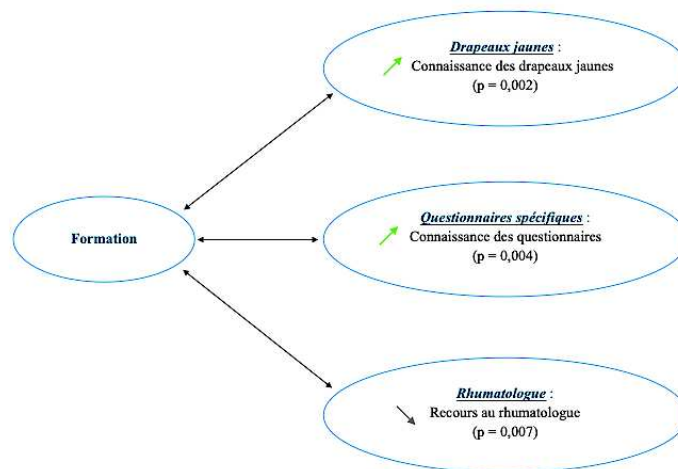 Drapeaux jaunes :
Connaissance des drapeaux jaunes
(p = 0,002)
Formation
Questionnaires spécifiques :
Connaissance des questionnaires
(p = 0,004)
Rhumatologue :
Recours au rhumatologue
(p = 0,007)